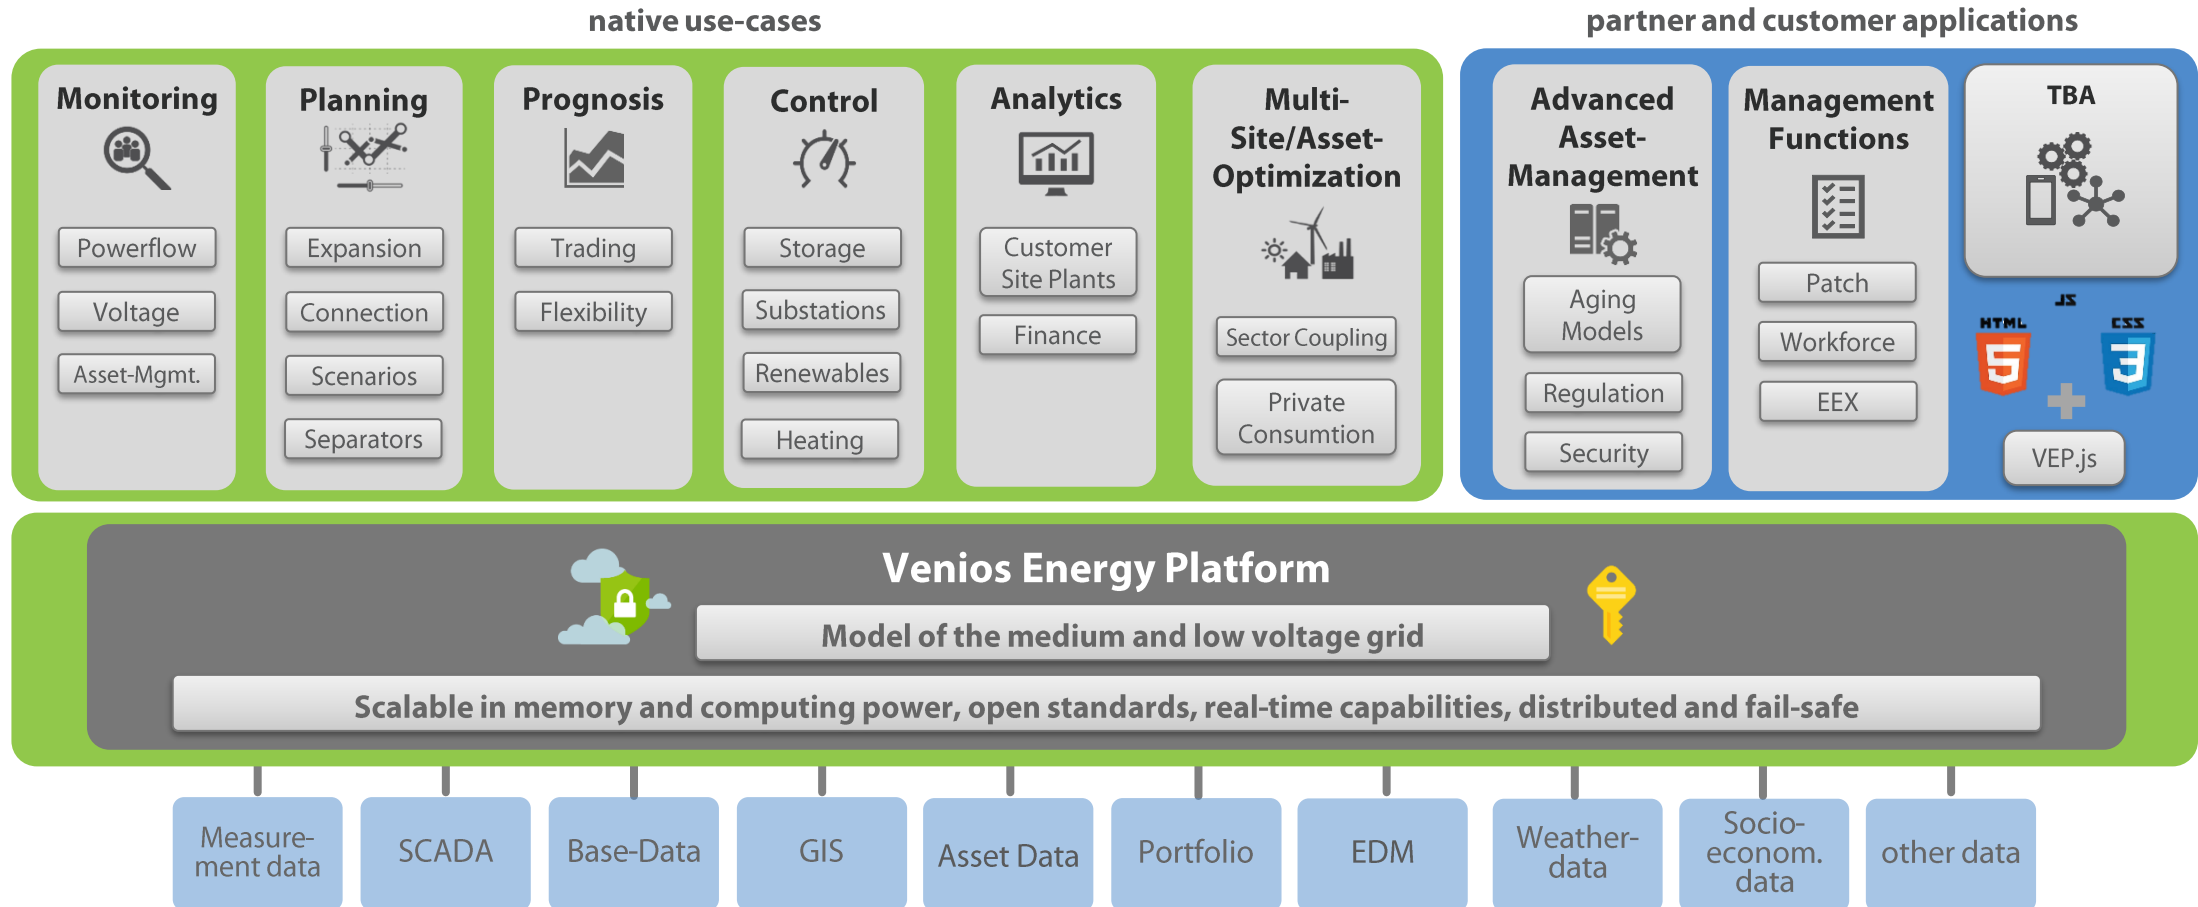 native use-cases
partner and customer applications
Monitoring
Powerflow
Voltage
Asset-Mgmt.
Planning
Expansion
Connection
Scenarios
Separators
Prognosis
Trading
Flexibility
Control
Storage
Substations
Renewables
Heating
Analytics
Customer
Site Plants
Finance
Multi-
Site/Asset-
Optimization
Sector Coupling
Private
Consumtion
Advanced
Asset-
Management
Aging
Models
Regulation
Security
Management
Functions
Patch
Workforce
EEX
TBA
JS
HTML
5
CSS
3
VEP.js
Venios Energy Platform
Model of the medium and low voltage grid
Scalable in memory and computing power, open standards, real-time capabilities, distributed and fail-safe
Measure-
ment data
SCADA
Base-Data
GIS
Asset Data
Portfolio
EDM
Weather-
data
Socio-
econom.
data
other data